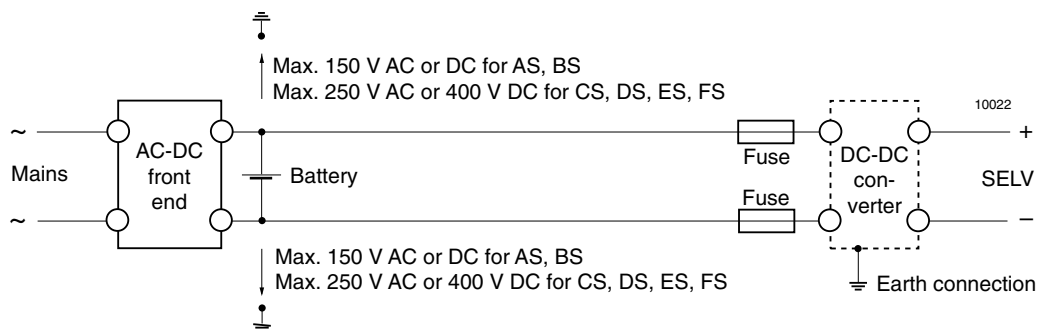 Max. 150 V AC or DC for AS, BS
Max. 250 V AC or 400 V DC for CS, DS, ES, FS
10022
~
AC-DC
front
end
Mains
~
Battery
Fuse
Fuse
DC-DC
con-
verter
+
SELV
–
Max. 150 V AC or DC for AS, BS
Max. 250 V AC or 400 V DC for CS, DS, ES, FS
Earth connection